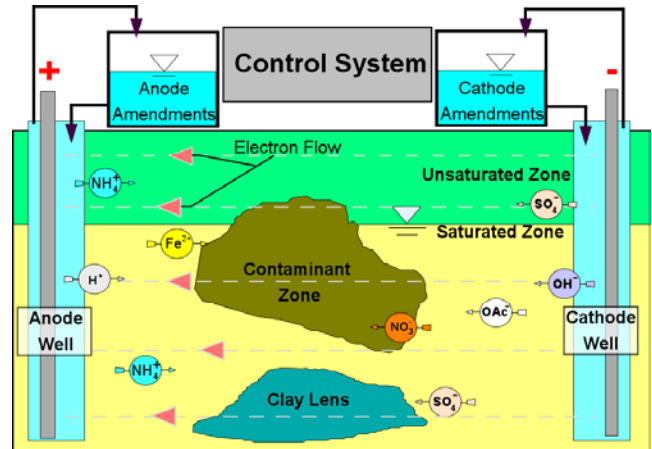 +
-
Control System
Anode
Amendments
Cathode
Amendments
Electron Flow
NH₄⁺
Unsaturated Zone
SO₄⁻
Saturated Zone
Fe²⁺
Contaminant
Zone
H⁺
OH⁻
OAc⁻
NO₃⁻
Anode
Well
Cathode
Well
NH₄⁺
Clay Lens
SO₄⁻